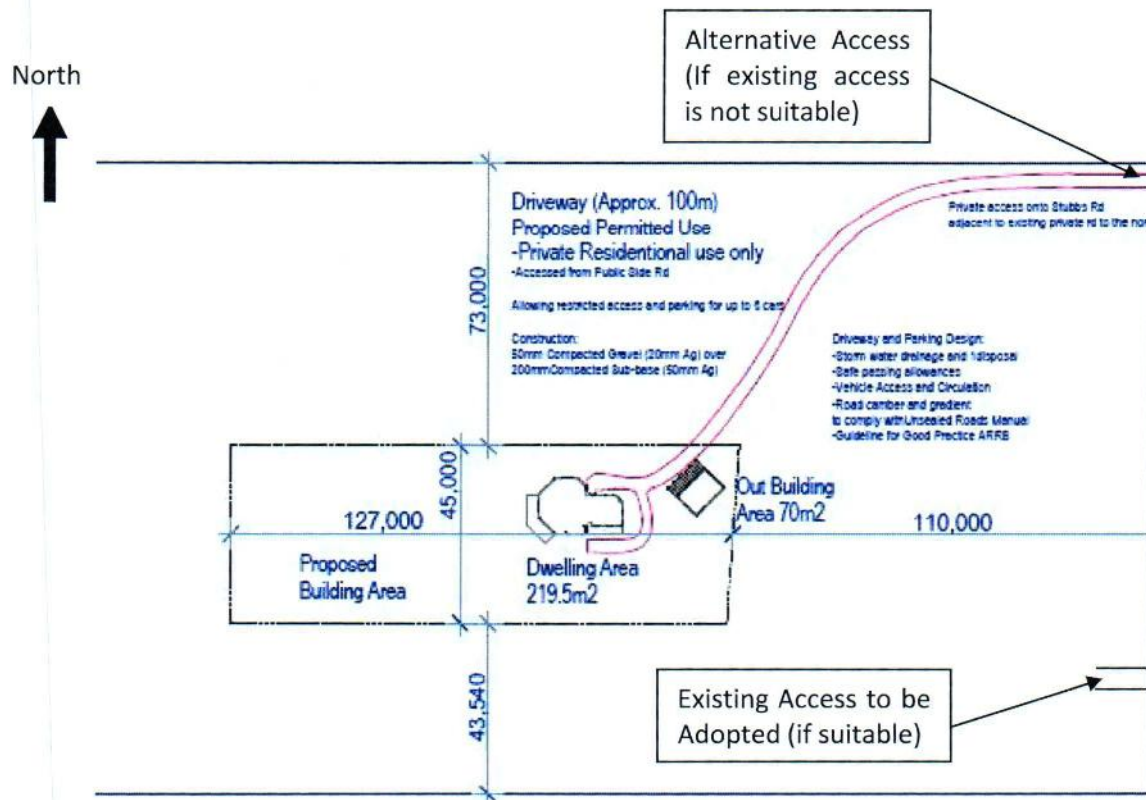 North
Alternative Access
(If existing access
is not suitable)
Driveway (Approx. 100m)
Proposed Permitted Use
-Private Residentional use only
-Accessed from Public Side Rd
Allowing restricted access and parking for up to 6 cars
Construction:
50mm Compacted Gravel (20mm Ag) over
200mmCompacted Sub-base (50mm Ag)
Private access onto Stubbs Rd
adjacent to existing private rd to the nor
Driveway and Parking Design:
-Storm water drainage and
-Safe passing allowances
-Vehicle Access and Circulation
-Road camber and gradient
to comply withUnsealed Roads Manual
-Guideline for Good Practice ARRB
73,000
45,000
127,000
110,000
Out Building
Area 70m2
Proposed
Building Area
Dwelling Area
219.5m2
43,540
Existing Access to be
Adopted (if suitable)